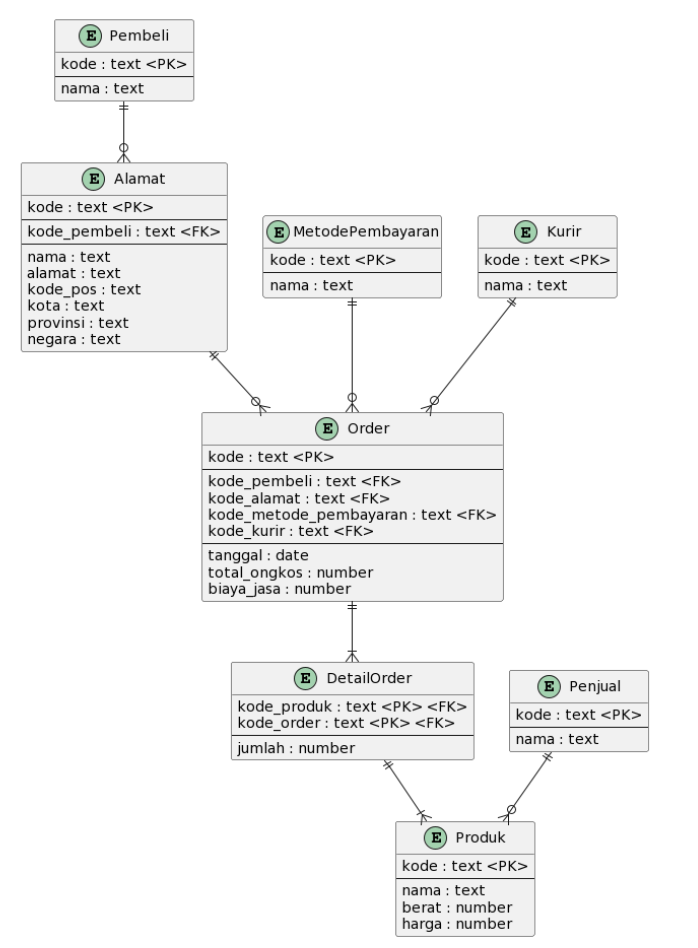 E Pembeli
kode : text <PK>
nama : text
E Alamat
kode : text <PK>
kode_pembeli : text <FK>
nama : text
alamat : text
kode_pos : text
kota : text
provinsi : text
negara : text
E MetodePembayaran
kode : text <PK>
nama : text
E Kurir
kode : text <PK>
nama : text
E Order
kode : text <PK>
kode_pembeli : text <FK>
kode_alamat : text <FK>
kode_metode_pembayaran : text <FK>
kode_kurir : text <FK>
tanggal : date
total_ongkos : number
biaya_jasa : number
E DetailOrder
kode_produk : text <PK> <FK>
kode_order : text <PK> <FK>
jumlah : number
E Penjual
kode : text <PK>
nama : text
E Produk
kode : text <PK>
nama : text
berat : number
harga : number